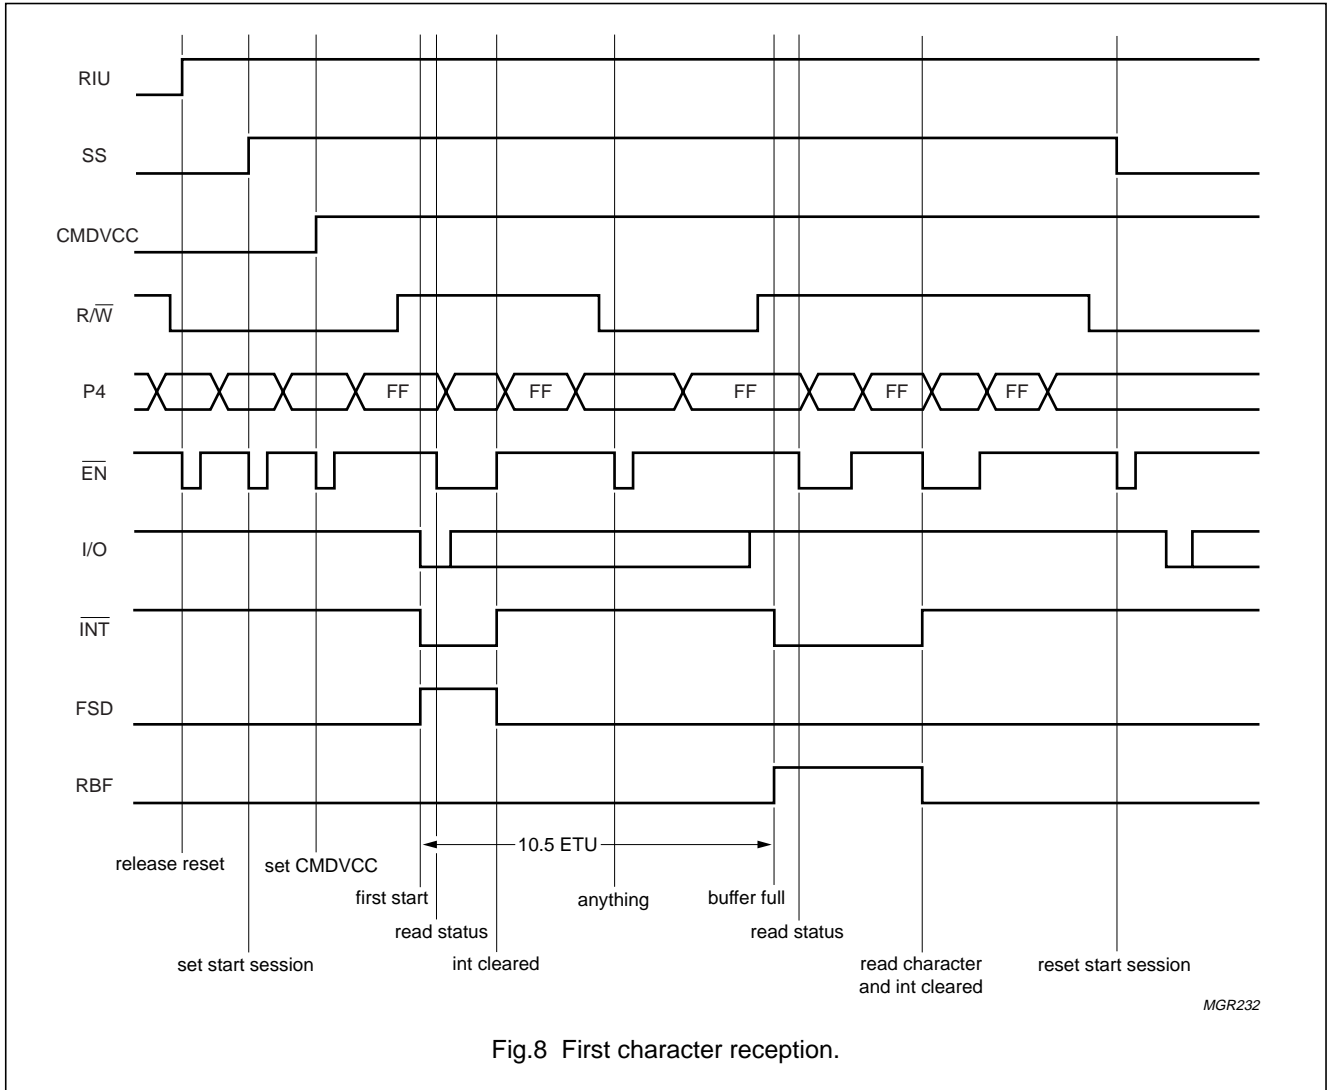 RIU
SS
CMDVCC
R/W̅
P4
FF FF FF FF FF
E̅N̅
I/O
I̅N̅T̅
FSD
RBF
10.5 ETU
release reset
set CMDVCC
first start
anything
buffer full
read status
read status
set start session
int cleared
read character
and int cleared
reset start session
MGR232
Fig.8 First character reception.